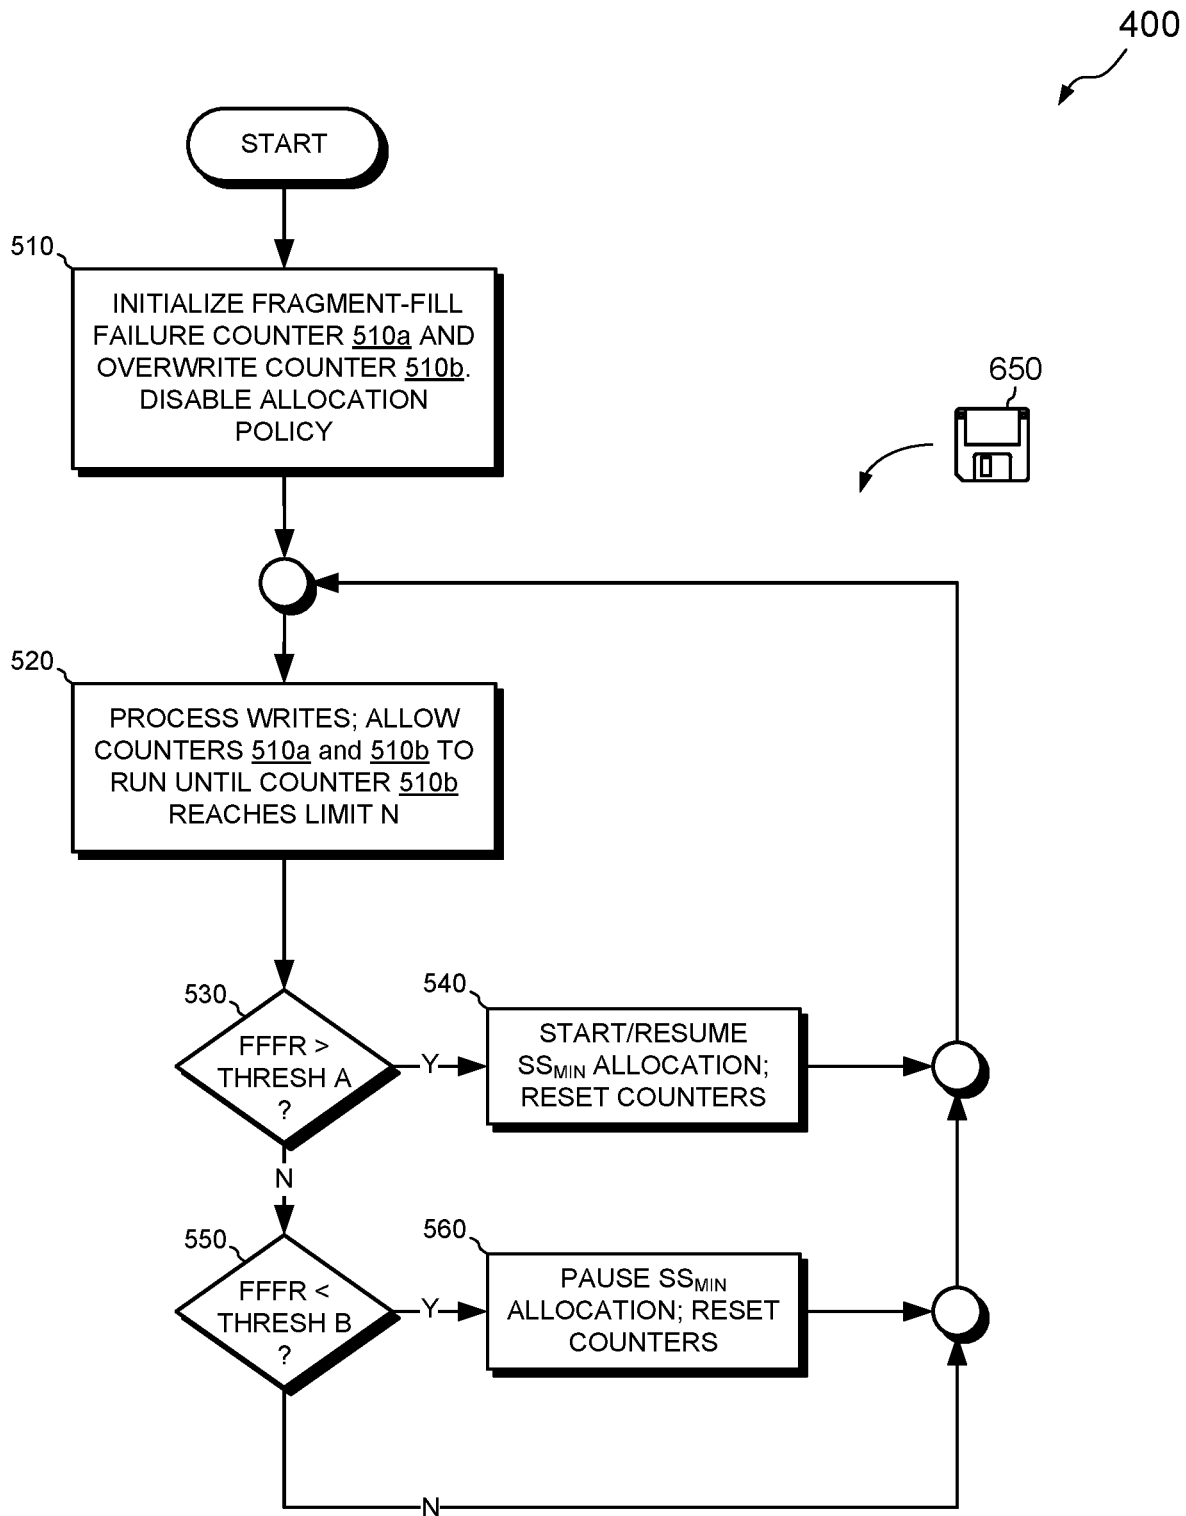 400
START
510
INITIALIZE FRAGMENT-FILL
FAILURE COUNTER 510a AND
OVERWRITE COUNTER 510b.
DISABLE ALLOCATION
POLICY
650
520
PROCESS WRITES; ALLOW
COUNTERS 510a and 510b TO
RUN UNTIL COUNTER 510b
REACHES LIMIT N
530
FFFR >
THRESH A
?
Y
540
START/RESUME
SSMIN ALLOCATION;
RESET COUNTERS
N
550
FFFR <
THRESH B
?
Y
560
PAUSE SSMIN
ALLOCATION; RESET
COUNTERS
N